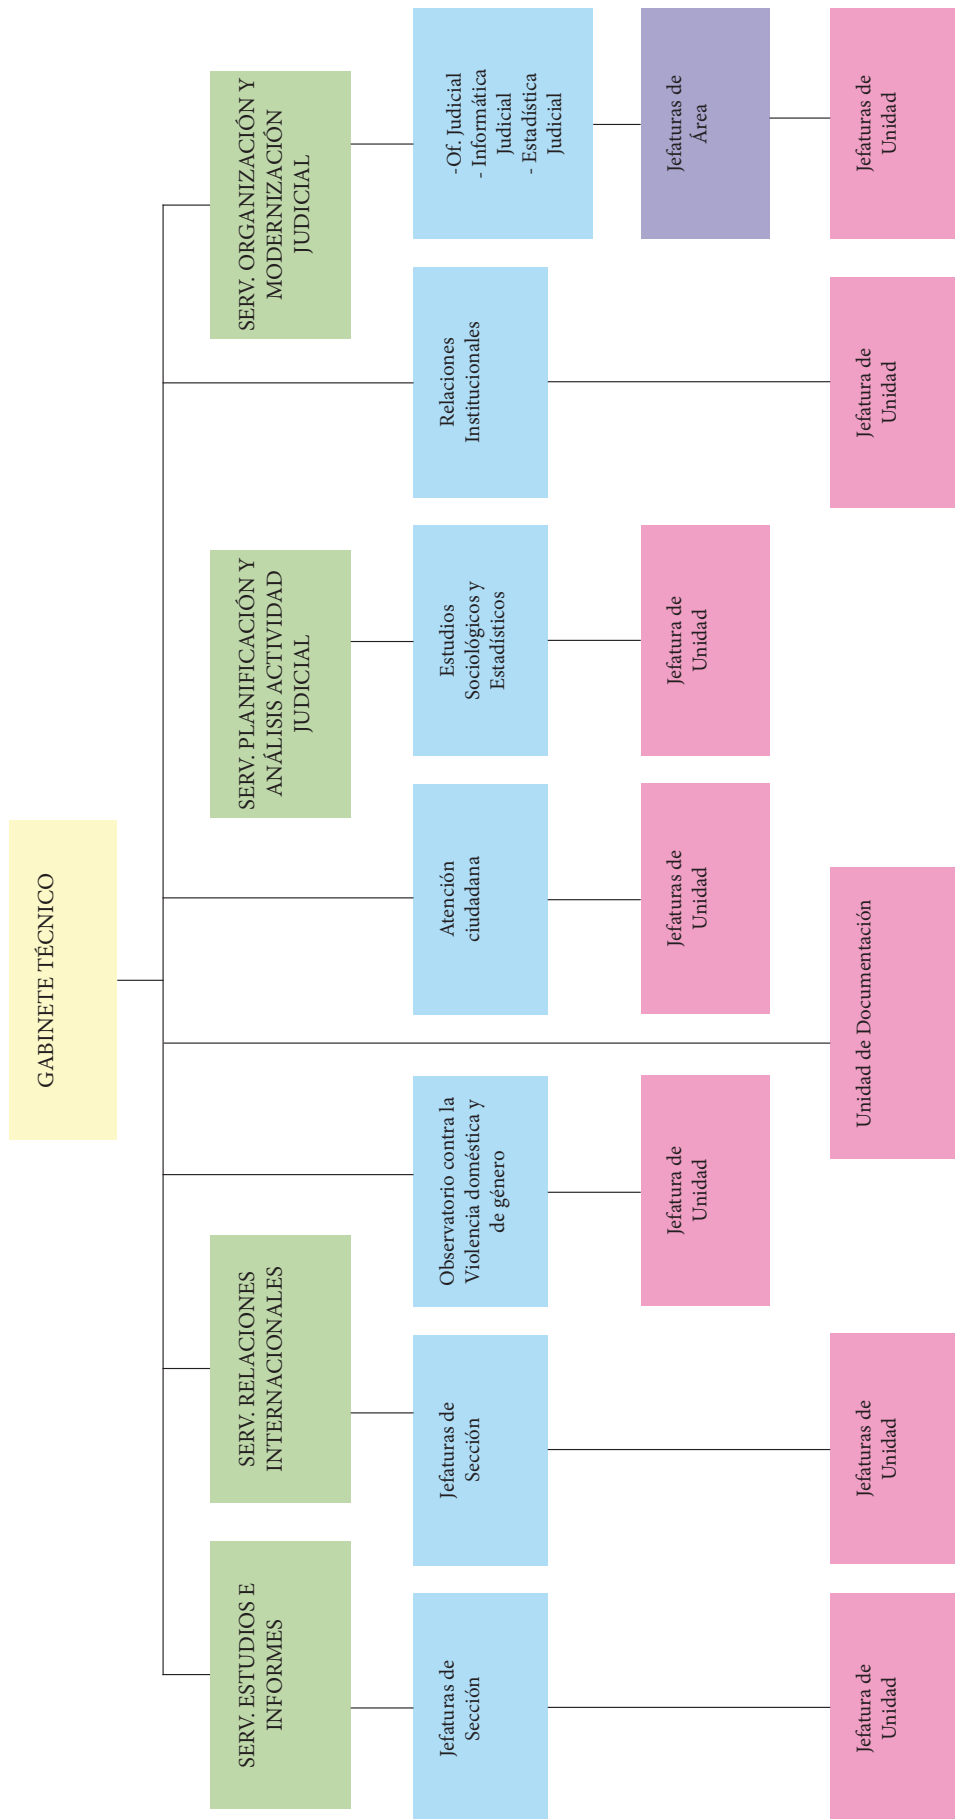 GABINETE TÉCNICO
SERV. ESTUDIOS E
INFORMES
SERV. RELACIONES
INTERNACIONALES
SERV. PLANIFICACIÓN Y
ANÁLISIS ACTIVIDAD
JUDICIAL
SERV. ORGANIZACIÓN Y
MODERNIZACIÓN
JUDICIAL
Jefaturas de
Sección
Jefaturas de
Sección
Observatorio contra la
Violencia doméstica y
de género
Atención
ciudadana
Estudios
Sociológicos y
Estadísticos
Relaciones
Institucionales
-Of. Judicial
- Informática
Judicial
- Estadística
Judicial
Jefatura de
Unidad
Jefaturas de
Unidad
Jefatura de
Unidad
Jefaturas de
Área
Jefatura de
Unidad
Jefaturas de
Unidad
Unidad de Documentación
Jefatura de
Unidad
Jefaturas de
Unidad